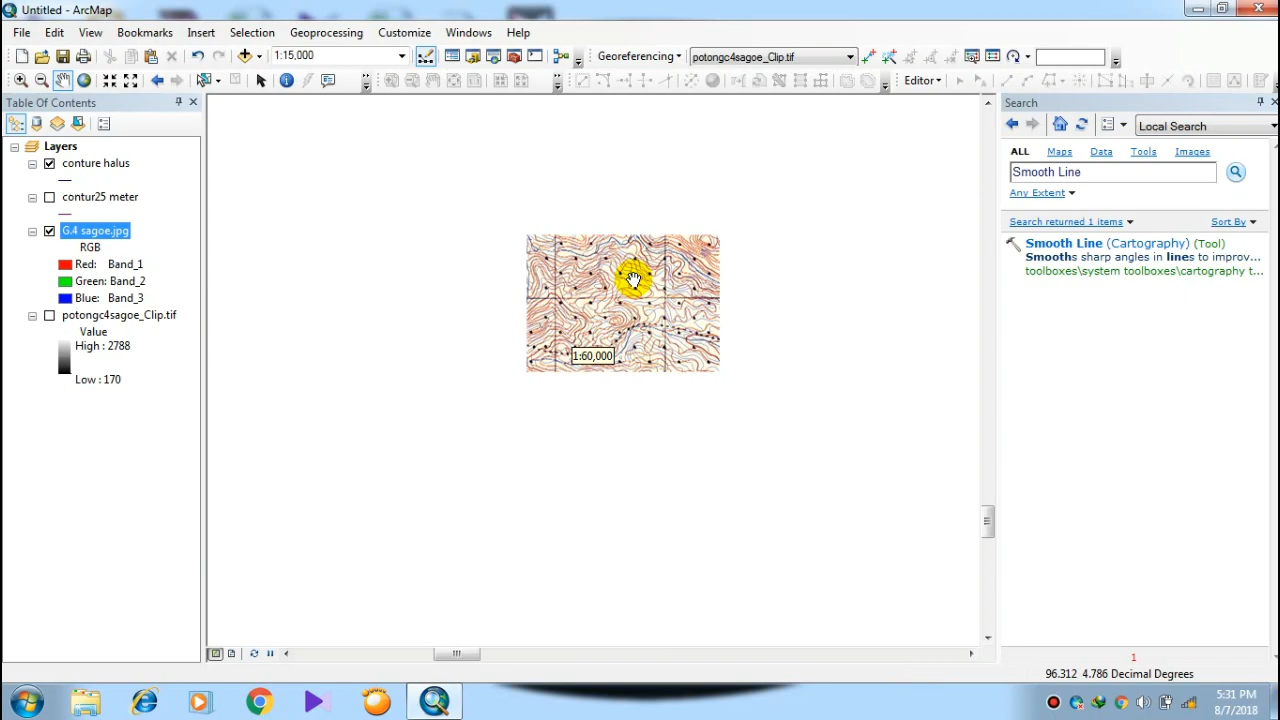 Untitled - ArcMap
File Edit View Bookmarks Insert Selection Geoprocessing Customize Windows Help
1:15,000 Georeferencing potongc4sagoe_Clip.tif
Editor
Table Of Contents
Layers
conture halus
contur25 meter
G.4 sagoe.jpg
RGB
Red: Band_1
Green: Band_2
Blue: Band_3
potongc4sagoe_Clip.tif
Value
High : 2788
Low : 170
1:60,000
Search
Local Search
ALL Maps Data Tools Images
Smooth Line
Any Extent
Search returned 1 items Sort By
Smooth Line (Cartography) (Tool)
Smooths sharp angles in lines to improv...
toolboxes\system toolboxes\cartography t...
1
96.312 4.786 Decimal Degrees
5:31 PM
8/7/2018